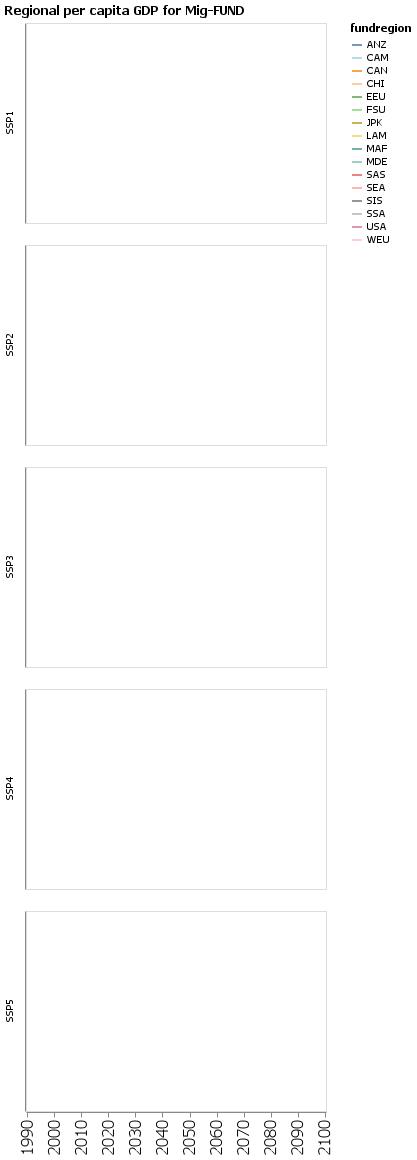 Regional per capita GDP for Mig-FUND
fundregion
ANZ
CAM
CAN
CHI
EEU
FSU
JPK
LAM
MAF
MDE
SAS
SEA
SIS
SSA
USA
WEU
SSP1
SSP2
SSP3
SSP4
SSP5
1990
2000
2010
2020
2030
2040
2050
2060
2070
2080
2090
2100